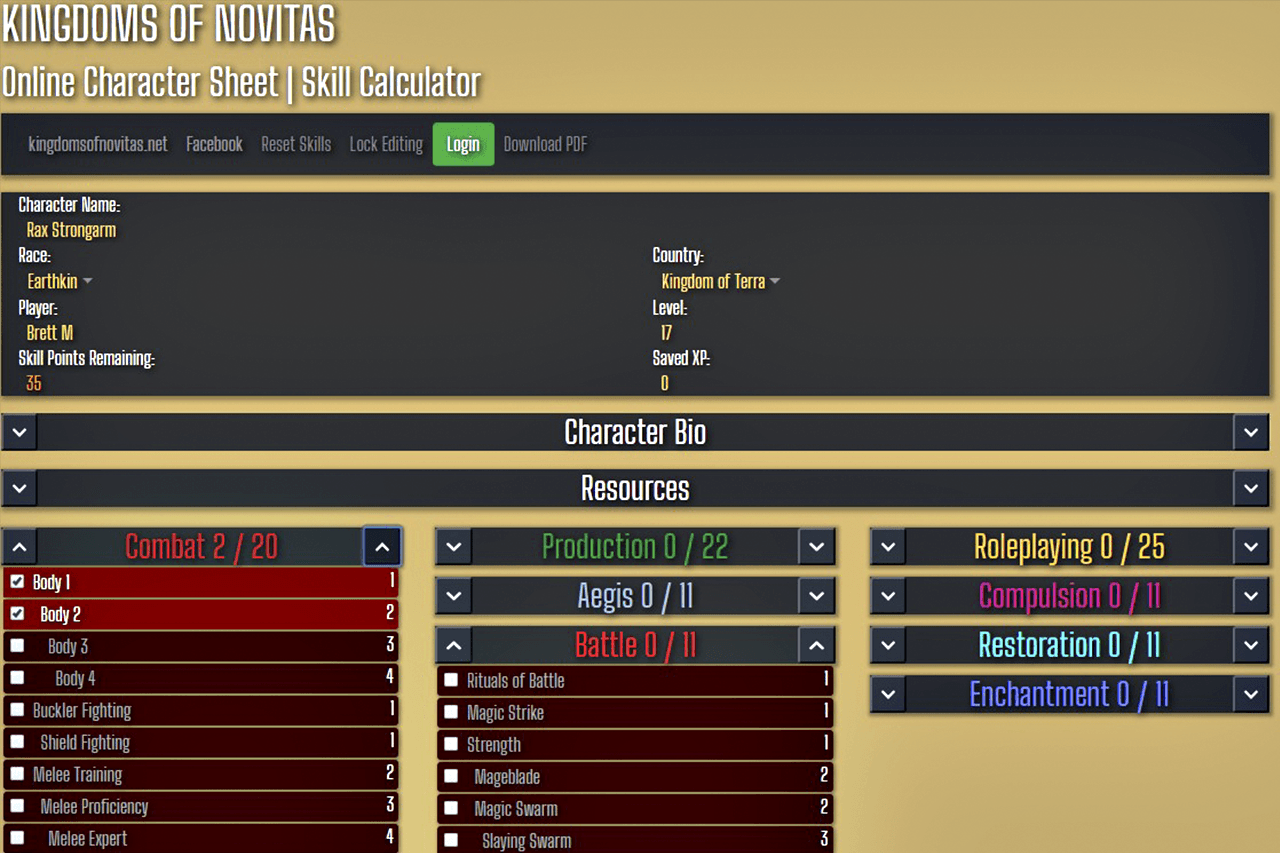 KINGDOMS OF NOVITAS
Online Character Sheet | Skill Calculator
kingdomsofnovitas.net Facebook Reset Skills Lock Editing Login Download PDF
Character Name:
Rax Strongarm
Race:
Earthkin
Country:
Kingdom of Terra
Player:
Brett M
Level:
17
Skill Points Remaining:
35
Saved XP:
0
Character Bio
Resources
Combat 2 / 20
Body 1 1
Body 2 2
Body 3 3
Body 4 4
Buckler Fighting 1
Shield Fighting 1
Melee Training 2
Melee Proficiency 3
Melee Expert 4
Production 0 / 22
Aegis 0 / 11
Battle 0 / 11
Rituals of Battle 1
Magic Strike 1
Strength 1
Mageblade 2
Magic Swarm 2
Slaying Swarm 3
Roleplaying 0 / 25
Compulsion 0 / 11
Restoration 0 / 11
Enchantment 0 / 11